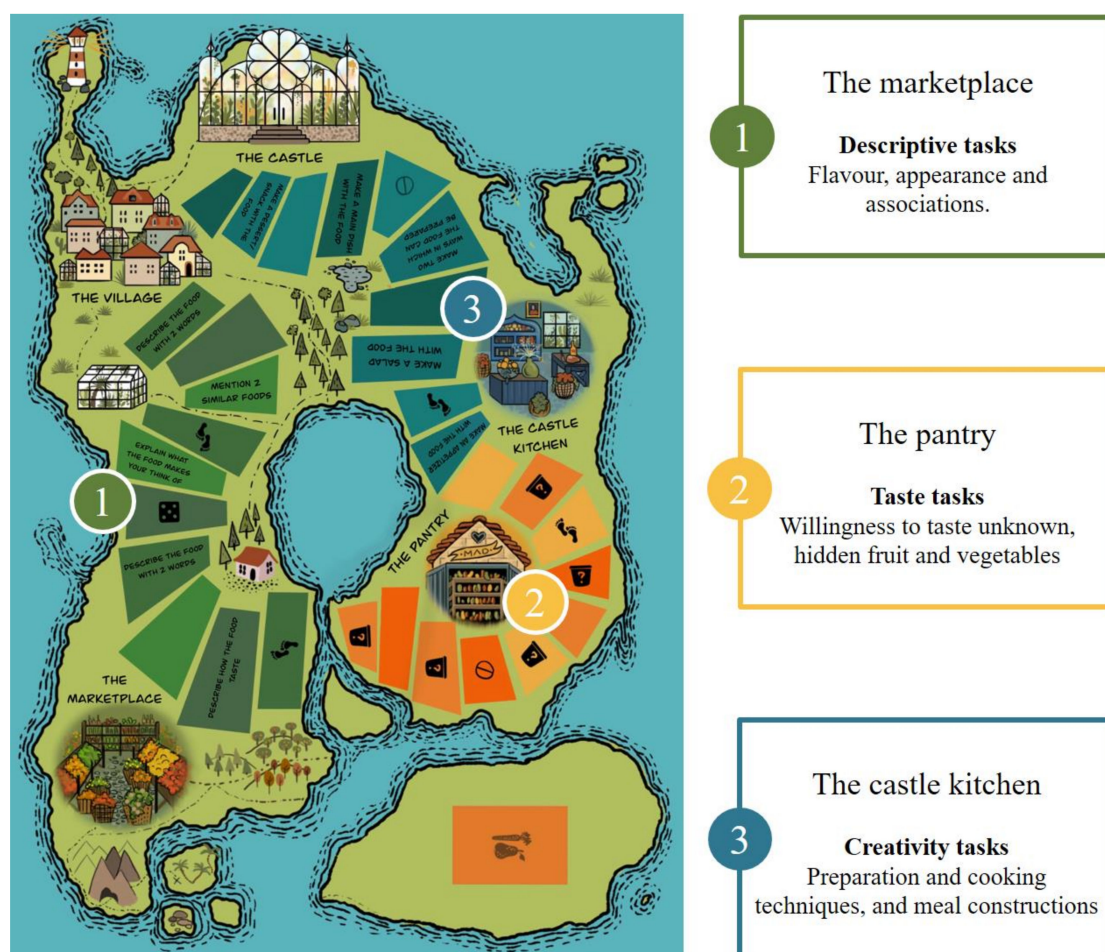 THE CASTLE
MAKE A DESSERT/
SNACK WITH THE
FOOD
MAKE A MAIN DISH
WITH THE FOOD
MAKE TWO
WAYS IN WHICH
THE FOOD CAN
BE PREPARED
THE VILLAGE
DESCRIBE THE FOOD
WITH 2 WORDS
3
MAKE A SALAD
WITH THE FOOD
MENTION 2
SIMILAR FOODS
THE CASTLE
KITCHEN
MAKE AN APPETIZER
WITH THE FOOD
EXPLAIN WHAT
THE FOOD MAKES
YOUR THINK OF
1
THE PANTRY
MAD
2
DESCRIBE THE FOOD
WITH 2 WORDS
DESCRIBE HOW THE FOOD
TASTE
THE
MARKETPLACE
?
?
?
?
?
1
The marketplace
Descriptive tasks
Flavour, appearance and
associations.
2
The pantry
Taste tasks
Willingness to taste unknown,
hidden fruit and vegetables
3
The castle kitchen
Creativity tasks
Preparation and cooking
techniques, and meal constructions